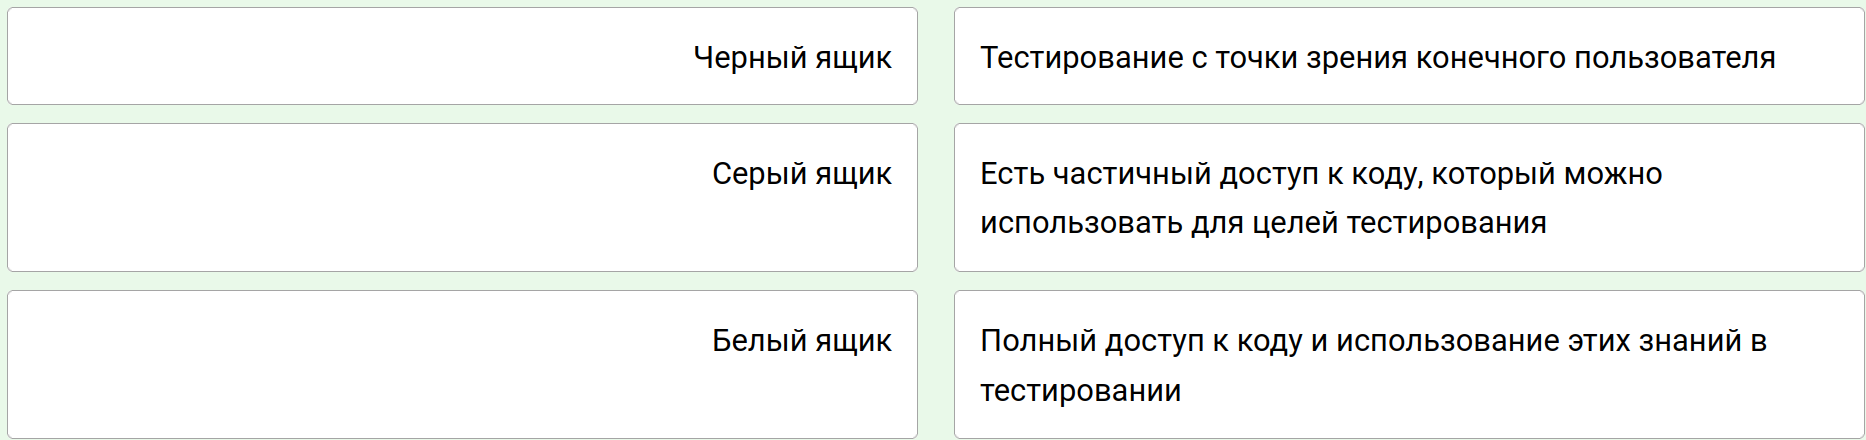 Черный ящик
Тестирование с точки зрения конечного пользователя
Серый ящик
Есть частичный доступ к коду, который можно
использовать для целей тестирования
Белый ящик
Полный доступ к коду и использование этих знаний в
тестировании